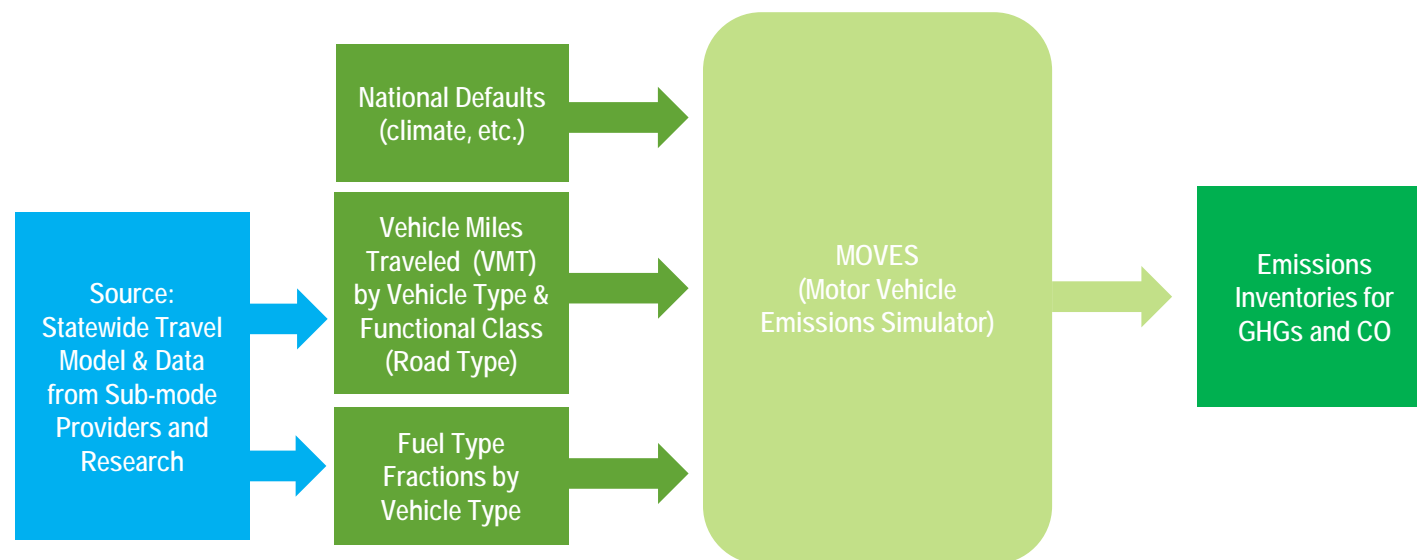 National Defaults
(climate, etc.)
Source:
Statewide Travel
Model & Data
from Sub-mode
Providers and
Research
Vehicle Miles
Traveled (VMT)
by Vehicle Type &
Functional Class
(Road Type)
Fuel Type
Fractions by
Vehicle Type
MOVES
(Motor Vehicle
Emissions Simulator)
Emissions
Inventories for
GHGs and CO